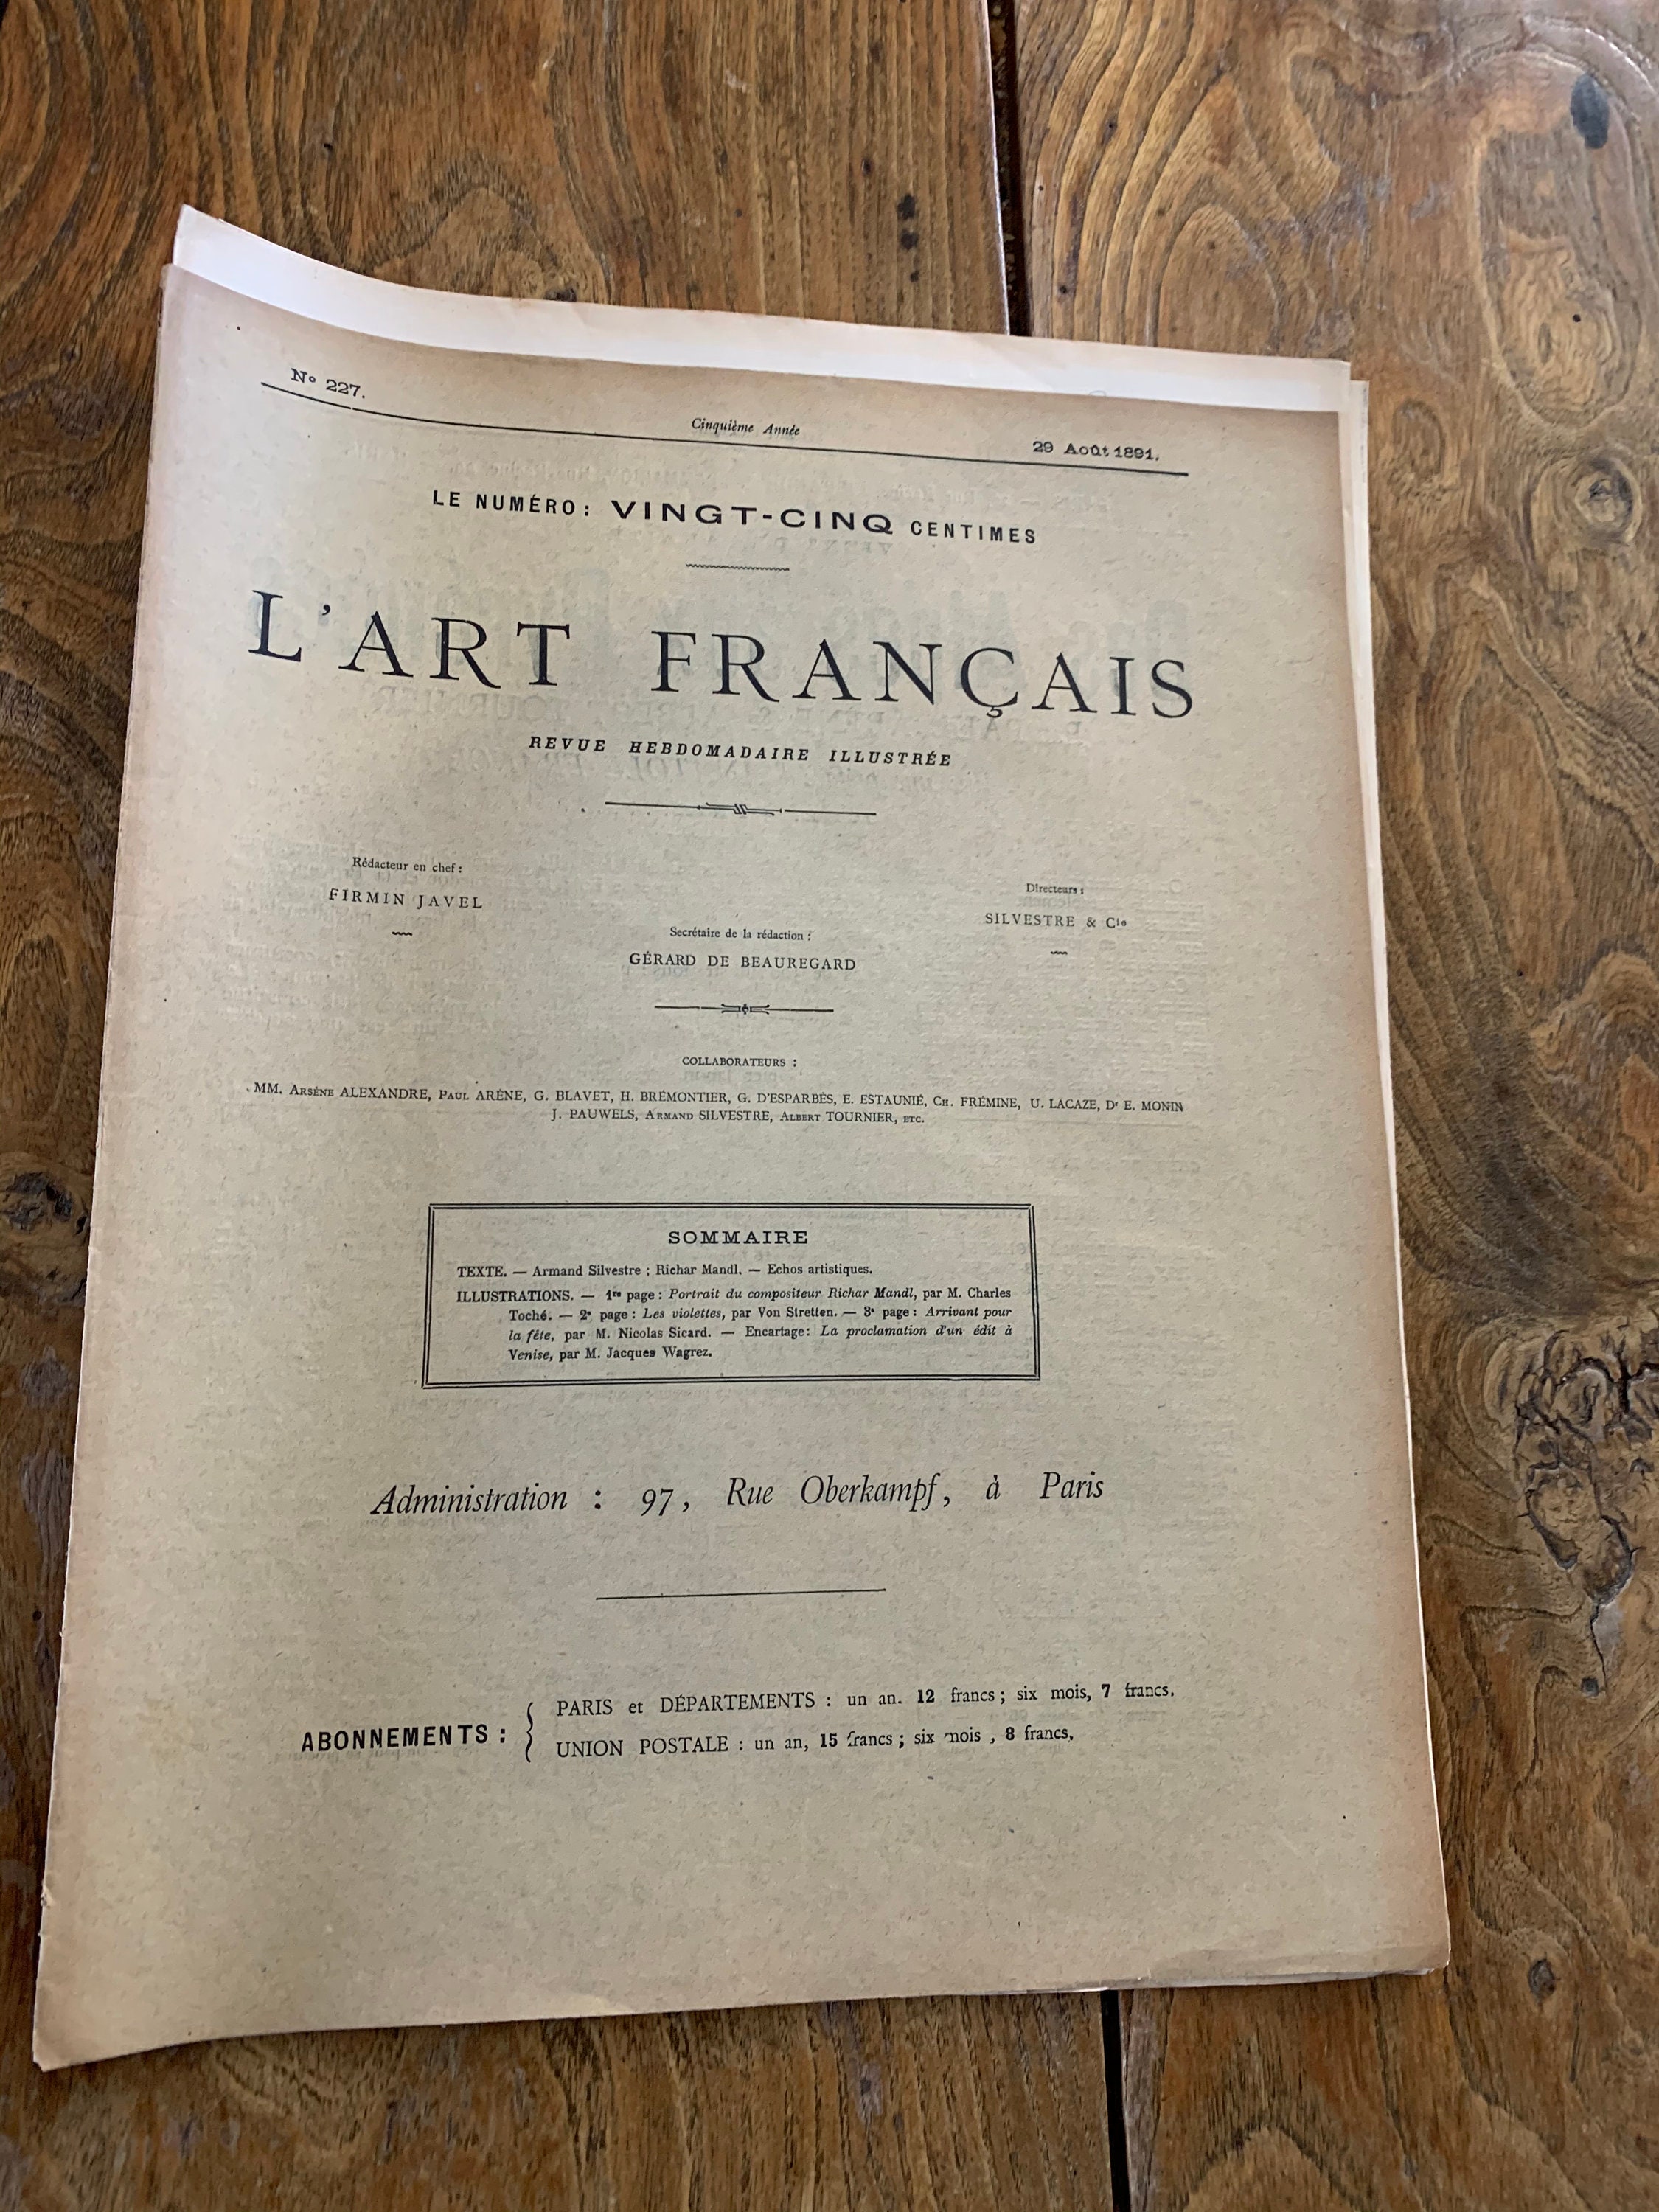 Nº 227.
Cinquième Année
29 Août 1891.
LE NUMÉRO: VINGT-CINQ CENTIMES
L'ART FRANÇAIS
REVUE HEBDOMADAIRE ILLUSTRÉE
Rédacteur en chef:
FIRMIN JAVEL
Directeurs:
SILVESTRE & Cie
Secrétaire de la rédaction:
GÉRARD DE BEAUREGARD
COLLABORATEURS:
MM. Arsène ALEXANDRE, Paul ARÈNE, G. BLAVET, H. BRÉMONTIER, G. D'ESPARBÈS, E. ESTAUNIÉ, Ch. FRÉMINE, U. LACAZE, Dr E. MONIN
J. PAUWELS, Armand SILVESTRE, Albert TOURNIER, etc.
SOMMAIRE
TEXTE. — Armand Silvestre; Richar Mandl. — Echos artistiques.
ILLUSTRATIONS. — 1re page: Portrait du compositeur Richar Mandl, par M. Charles
Toché. — 2e page: Les violettes, par Von Stretten. — 3e page: Arrivant pour
la fête, par M. Nicolas Sicard. — Encartage: La proclamation d'un édit à
Venise, par M. Jacques Wagrez.
Administration: 97, Rue Oberkampf, à Paris
ABONNEMENTS:
PARIS et DÉPARTEMENTS: un an. 12 francs; six mois, 7 francs.
UNION POSTALE: un an, 15 francs; six mois, 8 francs,